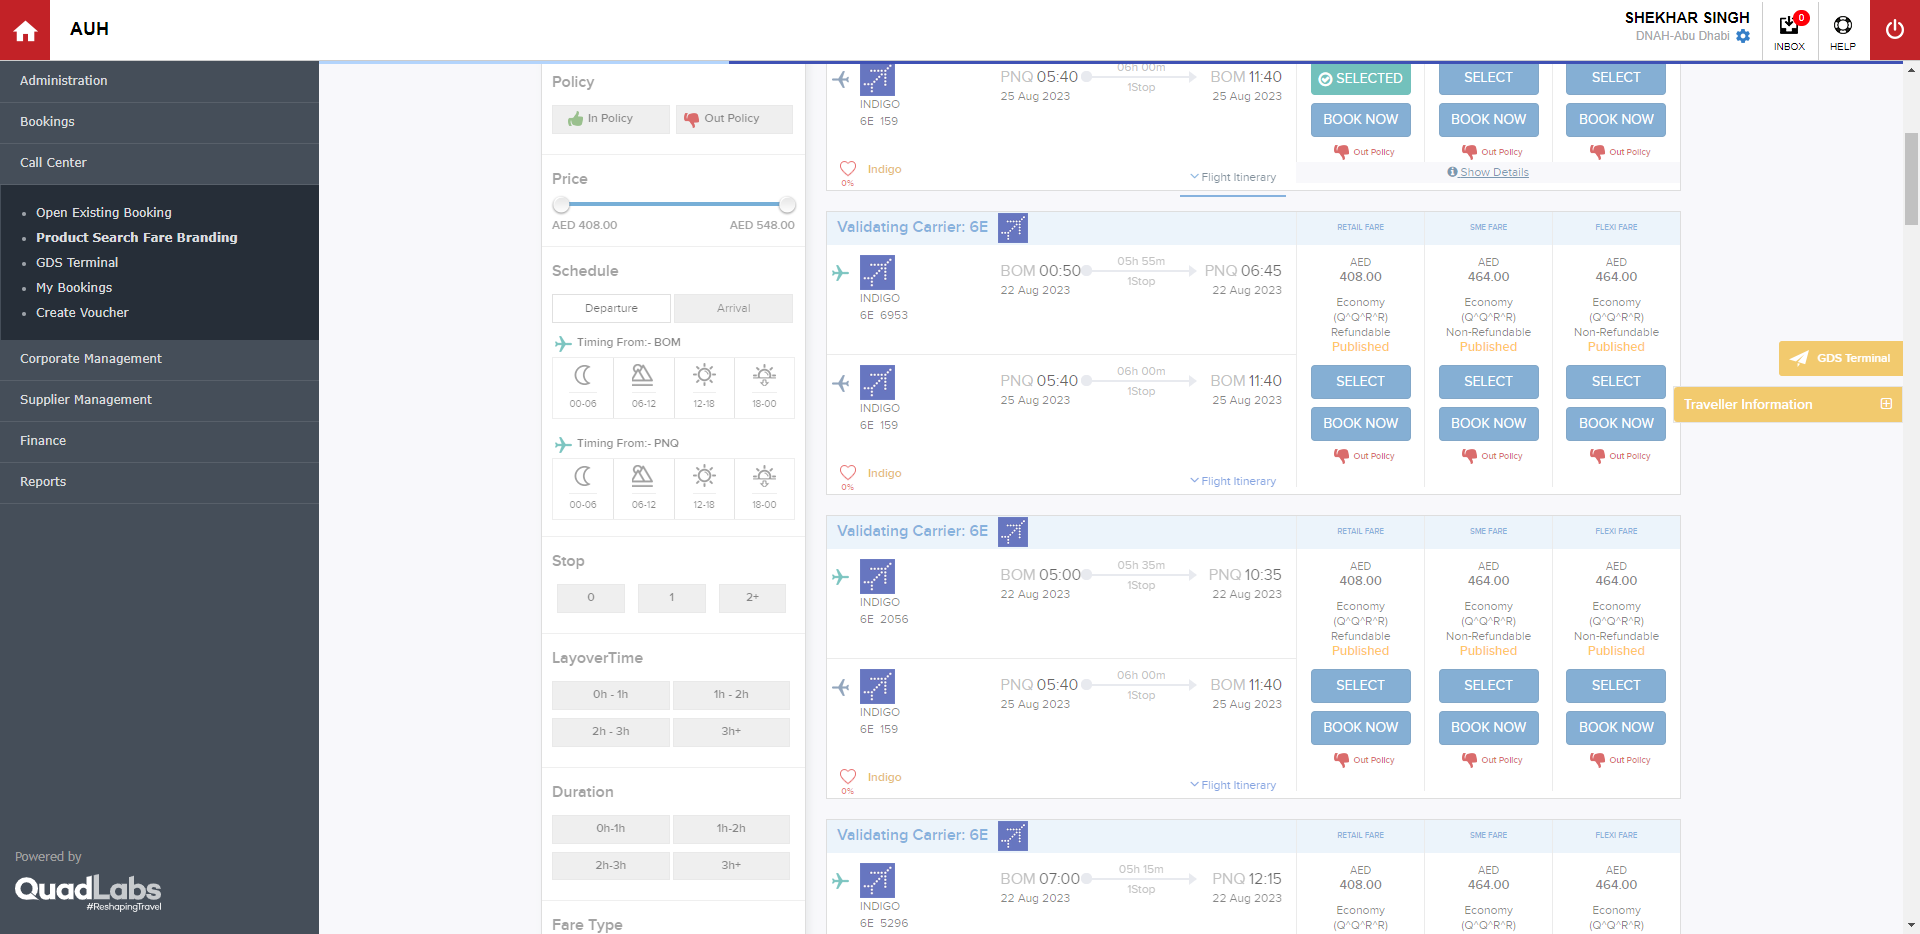 AUH
SHEKHAR SINGH
DNAH-Abu Dhabi
0
INBOX
HELP
Administration
Bookings
Call Center
Open Existing Booking
Product Search Fare Branding
GDS Terminal
My Bookings
Create Voucher
Corporate Management
Supplier Management
Finance
Reports
Powered by
QuadLabs
#ReshapingTravel
Policy
In Policy
Out Policy
Price
AED 408.00
AED 548.00
Schedule
Departure
Arrival
Timing From:- BOM
00-06
06-12
12-18
18-00
Timing From:- PNQ
00-06
06-12
12-18
18-00
Stop
0
1
2+
LayoverTime
0h - 1h
1h - 2h
2h - 3h
3h+
Duration
0h-1h
1h-2h
2h-3h
3h+
Fare Type
INDIGO
6E 159
PNQ 05:40
25 Aug 2023
06h 00m
1Stop
BOM 11:40
25 Aug 2023
SELECTED
SELECT
SELECT
BOOK NOW
BOOK NOW
BOOK NOW
Out Policy
Out Policy
Out Policy
0%
Indigo
Flight Itinerary
Show Details
Validating Carrier: 6E
RETAIL FARE
SME FARE
FLEXI FARE
INDIGO
6E 6953
BOM 00:50
22 Aug 2023
05h 55m
1Stop
PNQ 06:45
22 Aug 2023
AED
408.00
Economy
(Q^Q^R^R)
Refundable
Published
AED
464.00
Economy
(Q^Q^R^R)
Non-Refundable
Published
AED
464.00
Economy
(Q^Q^R^R)
Non-Refundable
Published
INDIGO
6E 159
PNQ 05:40
25 Aug 2023
06h 00m
1Stop
BOM 11:40
25 Aug 2023
SELECT
SELECT
SELECT
BOOK NOW
BOOK NOW
BOOK NOW
Out Policy
Out Policy
Out Policy
0%
Indigo
Flight Itinerary
Validating Carrier: 6E
RETAIL FARE
SME FARE
FLEXI FARE
INDIGO
6E 2056
BOM 05:00
22 Aug 2023
05h 35m
1Stop
PNQ 10:35
22 Aug 2023
AED
408.00
Economy
(Q^Q^R^R)
Refundable
Published
AED
464.00
Economy
(Q^Q^R^R)
Non-Refundable
Published
AED
464.00
Economy
(Q^Q^R^R)
Non-Refundable
Published
INDIGO
6E 159
PNQ 05:40
25 Aug 2023
06h 00m
1Stop
BOM 11:40
25 Aug 2023
SELECT
SELECT
SELECT
BOOK NOW
BOOK NOW
BOOK NOW
Out Policy
Out Policy
Out Policy
0%
Indigo
Flight Itinerary
Validating Carrier: 6E
RETAIL FARE
SME FARE
FLEXI FARE
INDIGO
6E 5296
BOM 07:00
22 Aug 2023
05h 15m
1Stop
PNQ 12:15
22 Aug 2023
AED
408.00
Economy
(Q^Q^R^R)
AED
464.00
Economy
(Q^Q^R^R)
AED
464.00
Economy
(Q^Q^R^R)
GDS Terminal
Traveller Information